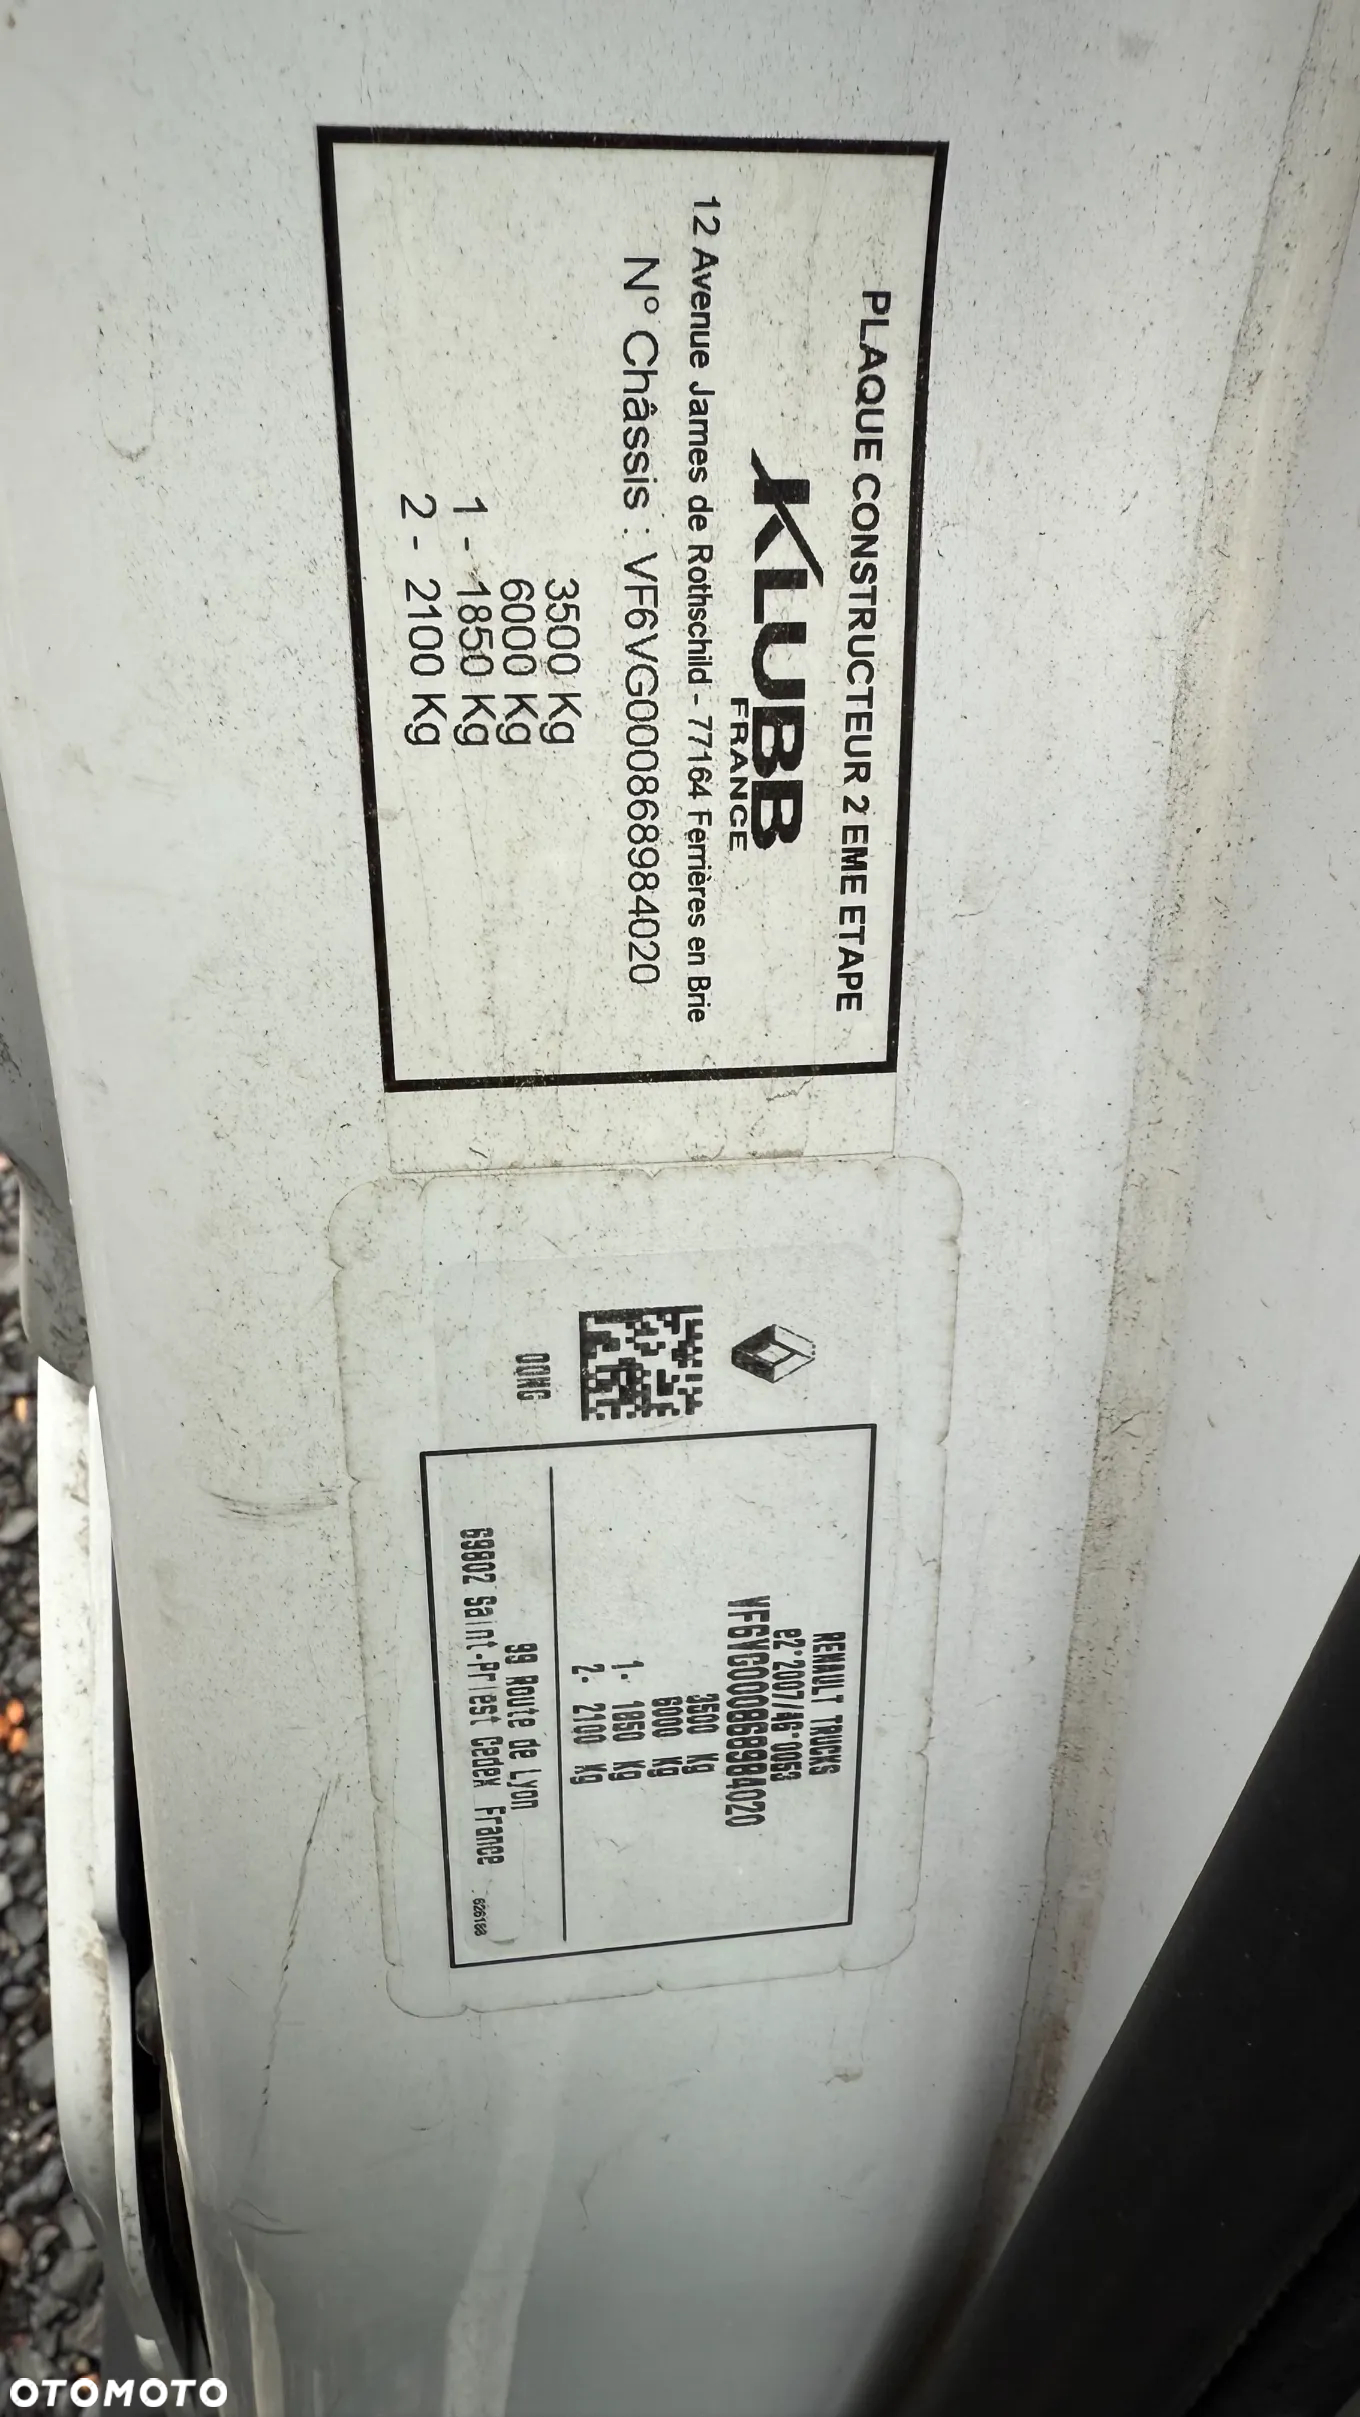 PLAQUE CONSTRUCTEUR 2 EME ETAPE
KLUBB
FRANCE
12 Avenue James de Rothschild - 77164 Ferrières en Brie
N° Châssis : VF6VG000868984020
3500 Kg
6000 Kg
1 - 1850 Kg
2 - 2100 Kg
RENAULT TRUCKS
e2*2007/46*0053
VF6VG000868984020
3500 Kg
6000 Kg
1- 1850 Kg
2- 2100 Kg
99 Route de Lyon
69802 Saint-Priest Cedex France
OTOMOTO